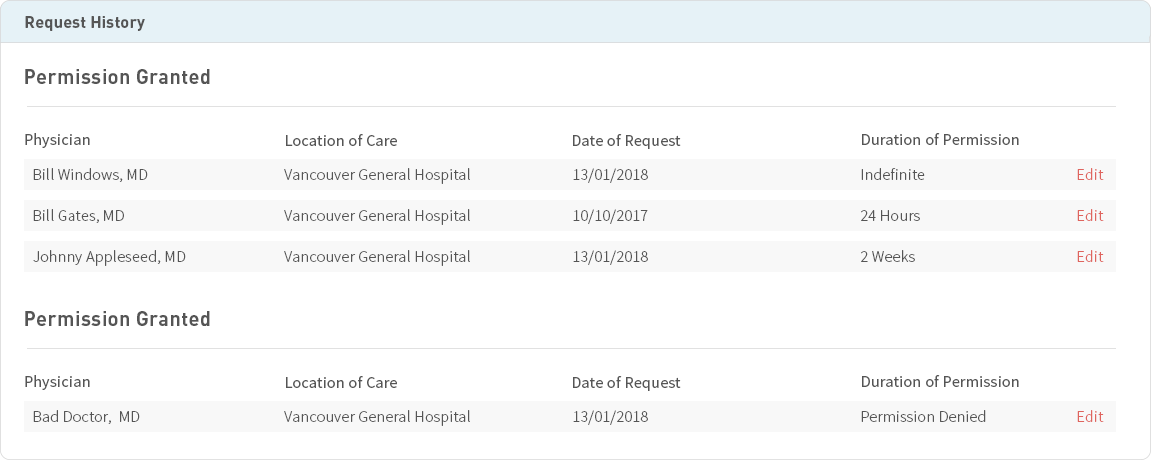 Request History
Permission Granted
Physician Location of Care Date of Request Duration of Permission
Bill Windows, MD Vancouver General Hospital 13/01/2018 Indefinite Edit
Bill Gates, MD Vancouver General Hospital 10/10/2017 24 Hours Edit
Johnny Appleseed, MD Vancouver General Hospital 13/01/2018 2 Weeks Edit
Permission Granted
Physician Location of Care Date of Request Duration of Permission
Bad Doctor, MD Vancouver General Hospital 13/01/2018 Permission Denied Edit